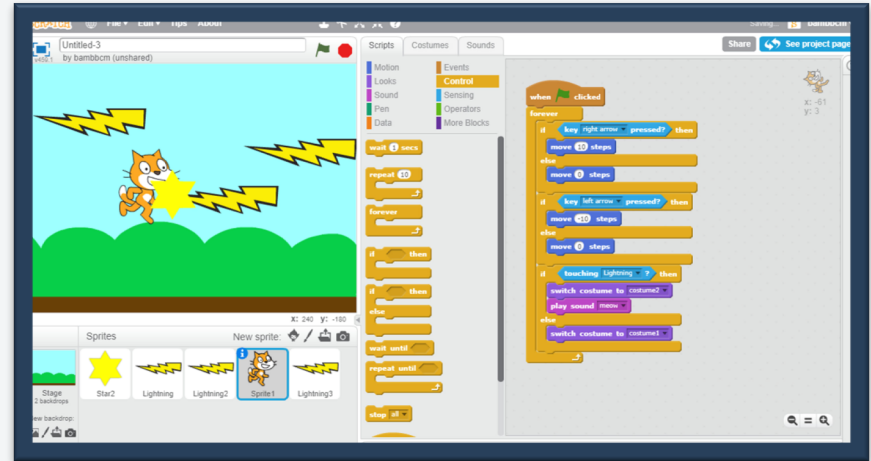 SCRATCH File▾ Edit▾ Tips About Saving... bambbcm
v458.1 Untitled-3
by bambbcm (unshared)
Scripts Costumes Sounds
Share See project page
Motion Events
Looks Control
Sound Sensing
Pen Operators
Data More Blocks
wait 1 secs
repeat 10
forever
if then
if then
else
wait until
repeat until
stop all
when clicked
forever
if key right arrow pressed? then
move 10 steps
else
move 0 steps
if key left arrow pressed? then
move -10 steps
else
move 0 steps
if touching Lightning ? then
switch costume to costume2
play sound meow
else
switch costume to costume1
x: -61
y: 3
X: 240 y: -180
Sprites New sprite:
Stage
2 backdrops
New backdrop:
Star2 Lightning Lightning2 Sprite1 Lightning3